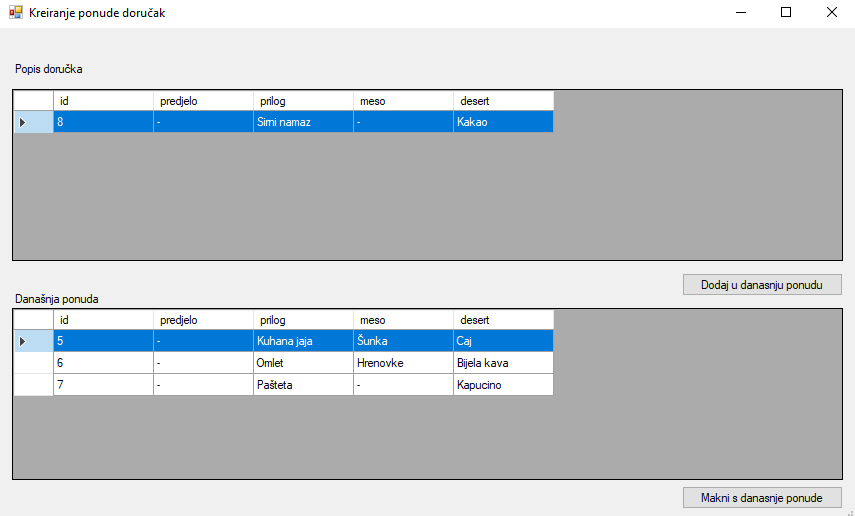 Kreiranje ponude doručak
Popis doručka
id predjelo prilog meso desert
8 - Sirni namaz - Kakao
Dodaj u danasnju ponudu
Današnja ponuda
id predjelo prilog meso desert
5 - Kuhana jaja Šunka Caj
6 - Omlet Hrenovke Bijela kava
7 - Pašteta - Kapucino
Makni s danasnje ponude